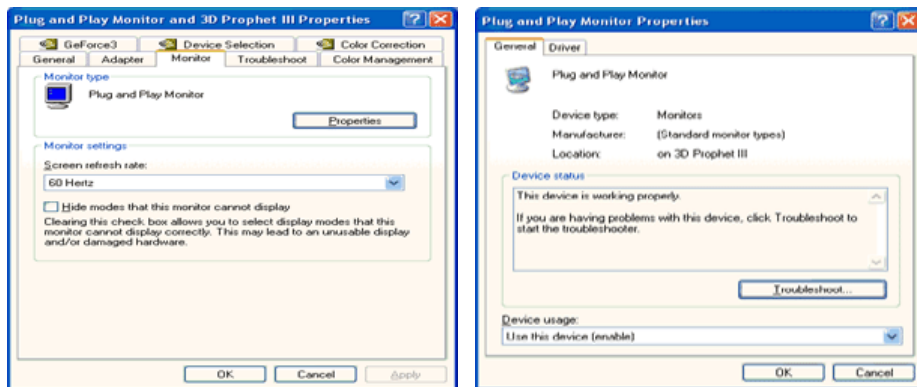 Plug and Play Monitor and 3D Prophet III Properties
GeForce3
Device Selection
Color Correction
General
Adapter
Monitor
Troubleshoot
Color Management
Monitor type
Plug and Play Monitor
Properties
Monitor settings
Screen refresh rate:
60 Hertz
Hide modes that this monitor cannot display
Clearing this check box allows you to select display modes that this
monitor cannot display correctly. This may lead to an unusable display
and/or damaged hardware.
OK
Cancel
Apply
Plug and Play Monitor Properties
General
Driver
Plug and Play Monitor
Device type: Monitors
Manufacturer: (Standard monitor types)
Location: on 3D Prophet III
Device status
This device is working properly.
If you are having problems with this device, click Troubleshoot to
start the troubleshooter.
Troubleshoot...
Device usage:
Use this device (enable)
OK
Cancel